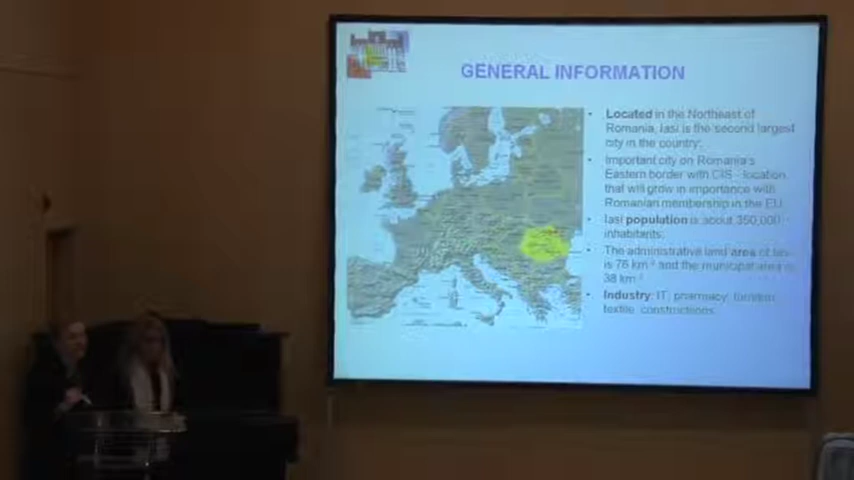 GENERAL INFORMATION
• Located in the Northeast of
Romania, Iasi is the second largest
city in the country;
• Important city on Romania's
Eastern border with CIS - location
that will grow in importance with
Romanian membership in the EU.
• Iasi population is about 350,000
inhabitants;
• The administrative land area of Iasi
is 76 km² and the municipal area is
38 km²
• Industry: IT, pharmacy,
textile, constructions.